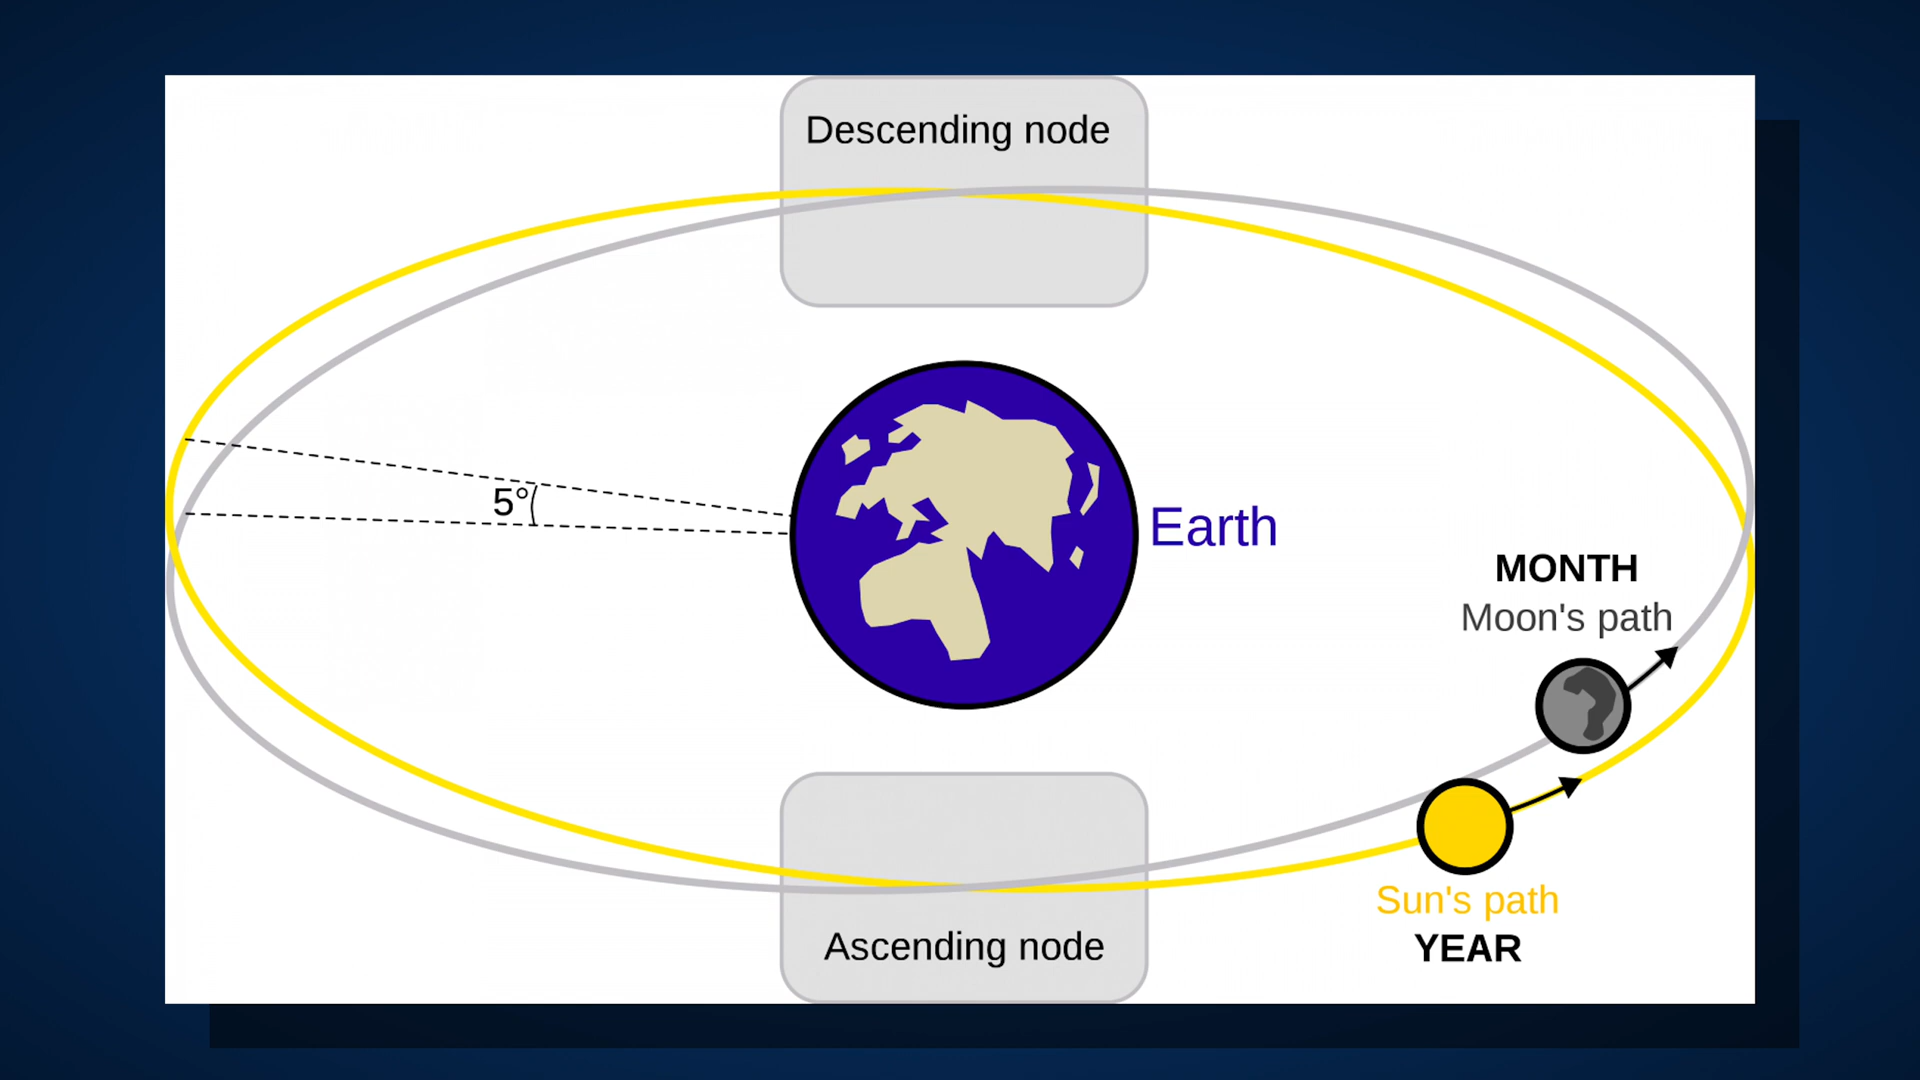 Descending node
5°
Earth
MONTH
Moon's path
Sun's path
YEAR
Ascending node